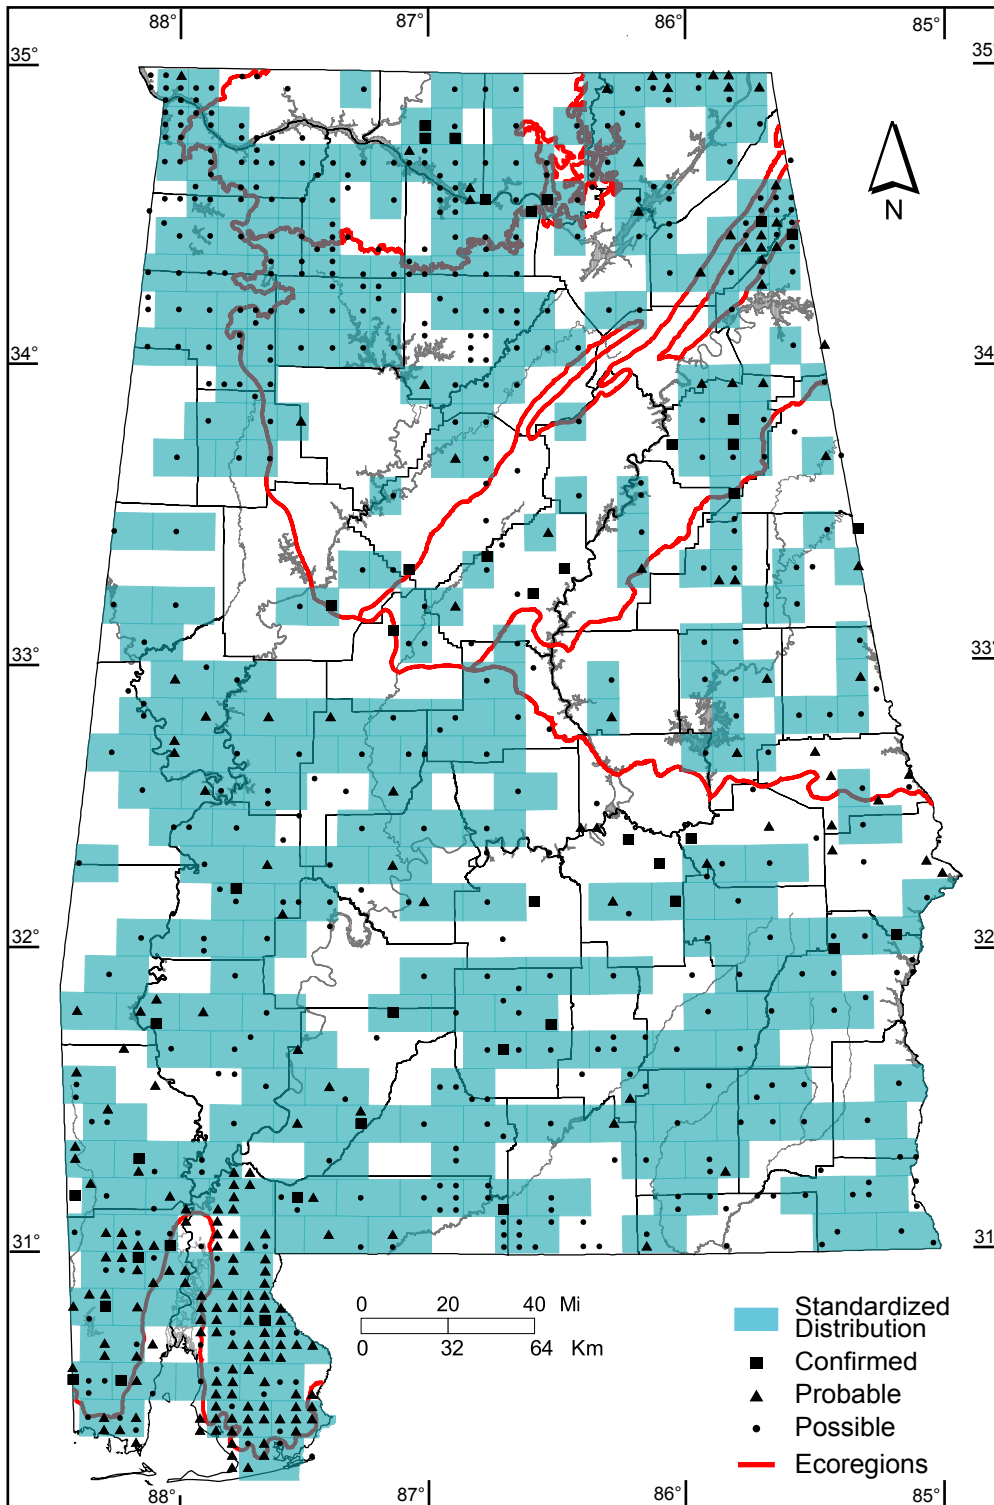 88° 87° 86° 85°
35° 35
N
34° 34
33° 33°
32° 32
31° 31
0 20 40 Mi
0 32 64 Km
Standardized
Distribution
Confirmed
Probable
Possible
Ecoregions
88° 87° 86° 85°